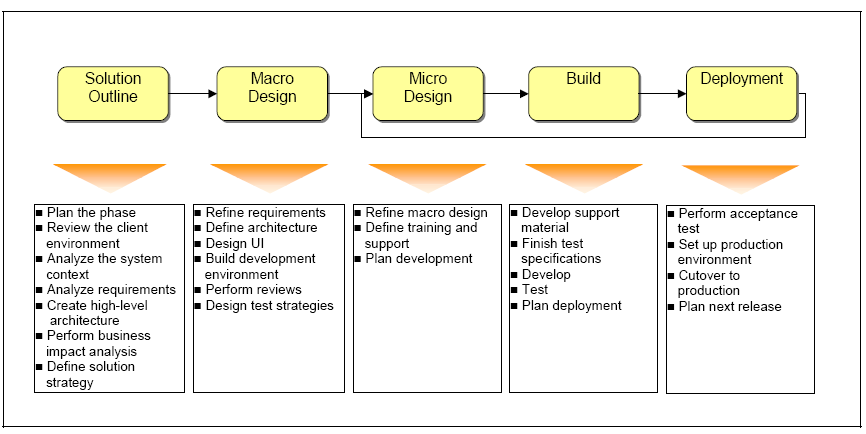 Solution
Outline
Macro
Design
Micro
Design
Build
Deployment
■ Plan the phase
■ Review the client
environment
■ Analyze the system
context
■ Analyze requirements
■ Create high-level
architecture
■ Perform business
impact analysis
■ Define solution
strategy
■ Refine requirements
■ Define architecture
■ Design UI
■ Build development
environment
■ Perform reviews
■ Design test strategies
■ Refine macro design
■ Define training and
support
■ Plan development
■ Develop support
material
■ Finish test
specifications
■ Develop
■ Test
■ Plan deployment
■ Perform acceptance
test
■ Set up production
environment
■ Cutover to
production
■ Plan next release